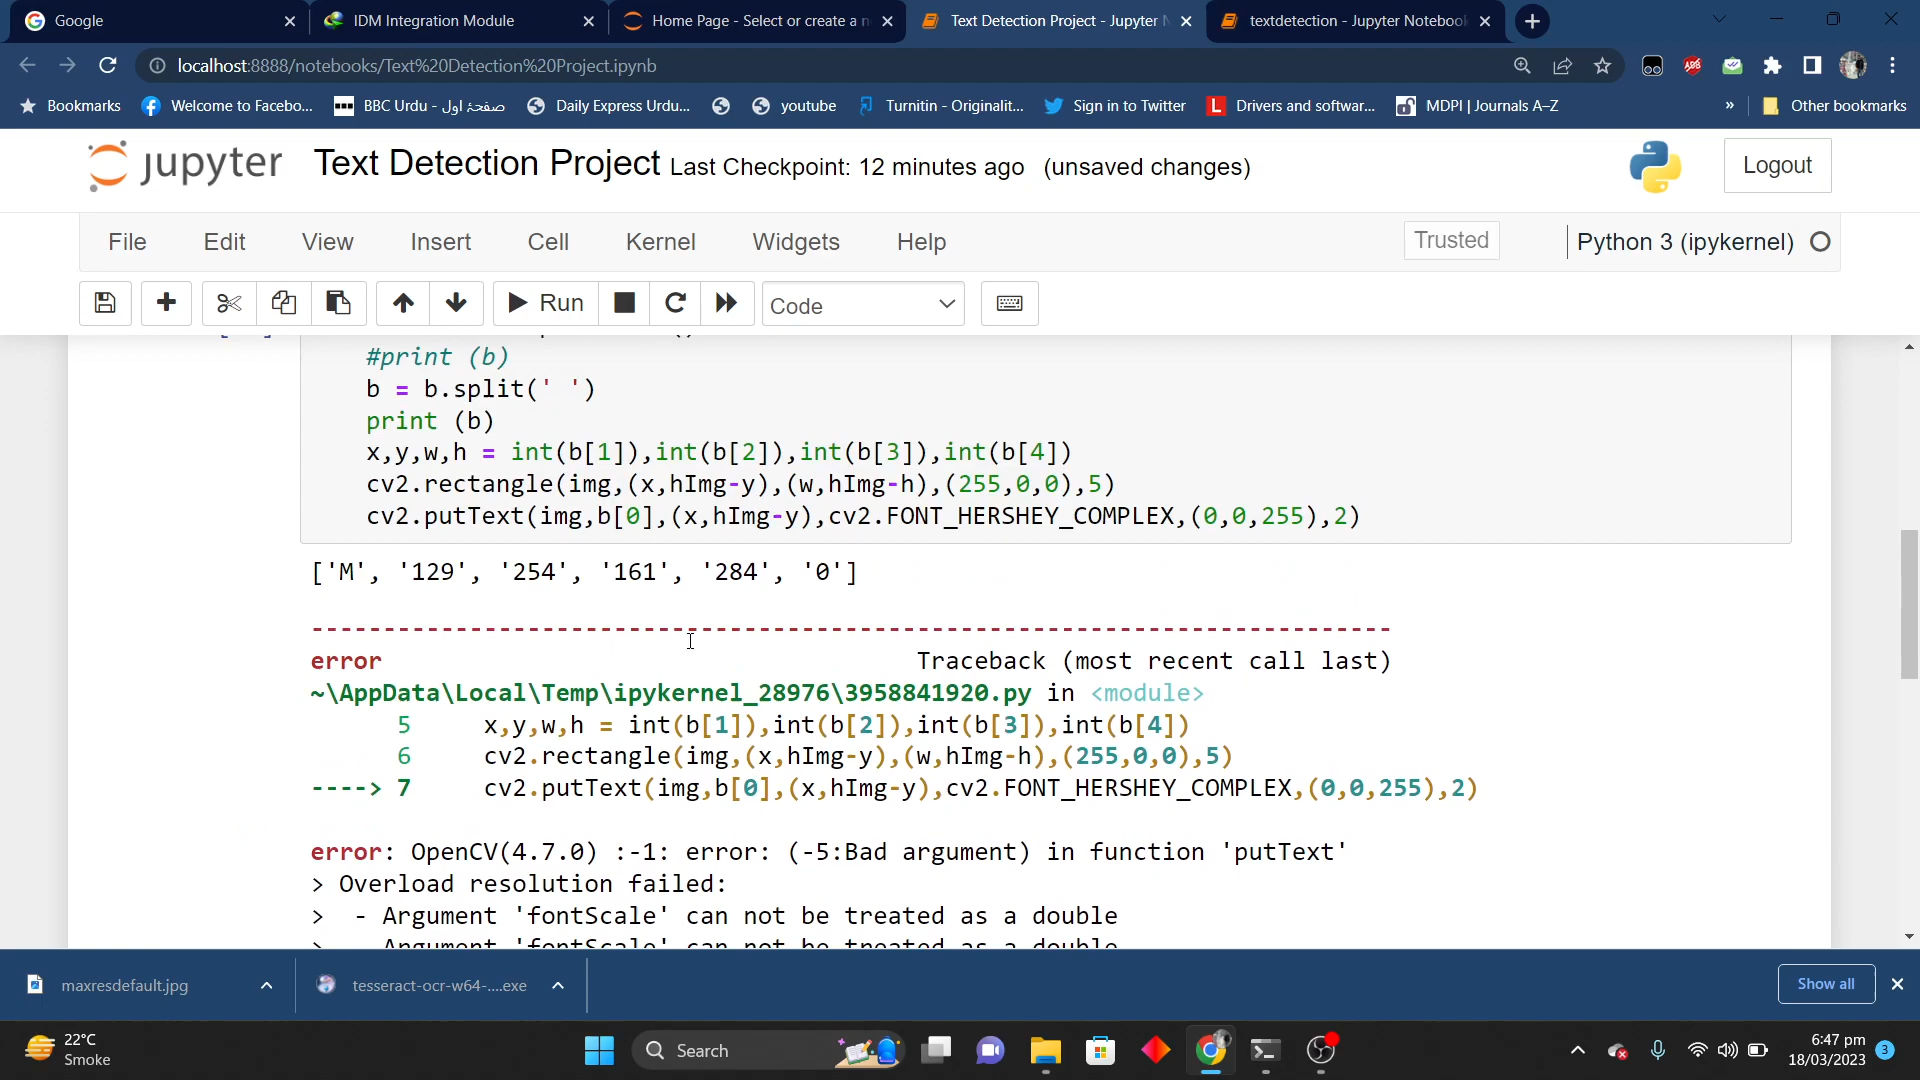 Google
IDM Integration Module
Home Page - Select or create a n
Text Detection Project - Jupyter N
textdetection - Jupyter Notebook
localhost:8888/notebooks/Text%20Detection%20Project.ipynb
Bookmarks
Welcome to Facebo...
BBC Urdu - صفحۂ اول
Daily Express Urdu...
youtube
Turnitin - Originalit...
Sign in to Twitter
Drivers and softwar...
MDPI | Journals A–Z
»
Other bookmarks
jupyter
Text Detection Project Last Checkpoint: 12 minutes ago (unsaved changes)
Logout
File
Edit
View
Insert
Cell
Kernel
Widgets
Help
Trusted
Python 3 (ipykernel)
Run
Code
#print (b)
b = b.split(' ')
print (b)
x,y,w,h = int(b[1]),int(b[2]),int(b[3]),int(b[4])
cv2.rectangle(img,(x,hImg-y),(w,hImg-h),(255,0,0),5)
cv2.putText(img,b[0],(x,hImg-y),cv2.FONT_HERSHEY_COMPLEX,(0,0,255),2)
['M', '129', '254', '161', '284', '0']
---------------------------------------------------------------------------
error Traceback (most recent call last)
~\AppData\Local\Temp\ipykernel_28976\3958841920.py in <module>
5 x,y,w,h = int(b[1]),int(b[2]),int(b[3]),int(b[4])
6 cv2.rectangle(img,(x,hImg-y),(w,hImg-h),(255,0,0),5)
----> 7 cv2.putText(img,b[0],(x,hImg-y),cv2.FONT_HERSHEY_COMPLEX,(0,0,255),2)
error: OpenCV(4.7.0) :-1: error: (-5:Bad argument) in function 'putText'
> Overload resolution failed:
> - Argument 'fontScale' can not be treated as a double
> - Argument 'fontScale' can not be treated as a double
maxresdefault.jpg
tesseract-ocr-w64-....exe
Show all
22°C
Smoke
Search
6:47 pm
18/03/2023
3